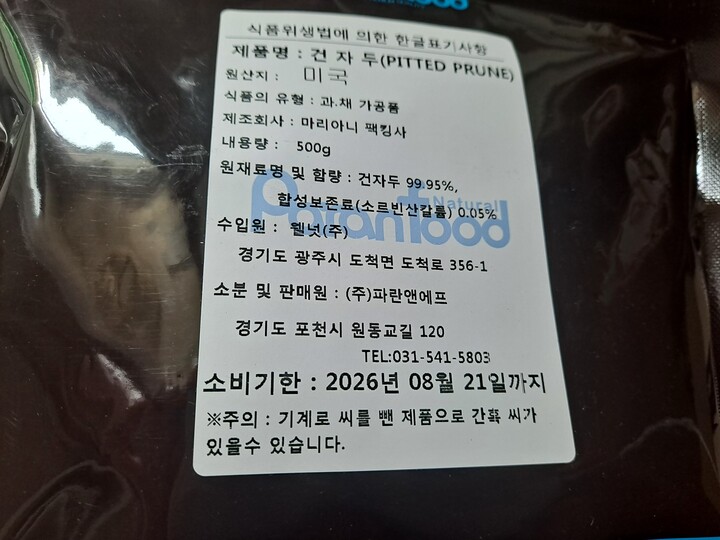 food
식품위생법에 의한 한글표기사항
제품명 : 건 자 두(PITTED PRUNE)
원산지 : 미국
식품의 유형 : 과.채 가공품
제조회사 : 마리아니 팩킹사
내용량 : 500g
원재료명 및 함량 : 건자두 99.95%,
합성보존료(소르빈산칼륨) 0.05%
Natural
Paranfood
수입원 : 웰넛(주)
경기도 광주시 도척면 도척로 356-1
소분 및 판매원 : (주)파란앤에프
경기도 포천시 원동교길 120
TEL:031-541-5803
소비기한 : 2026년 08월 21일까지
※주의 : 기계로 씨를 뺀 제품으로 간혹 씨가
있을수 있습니다.